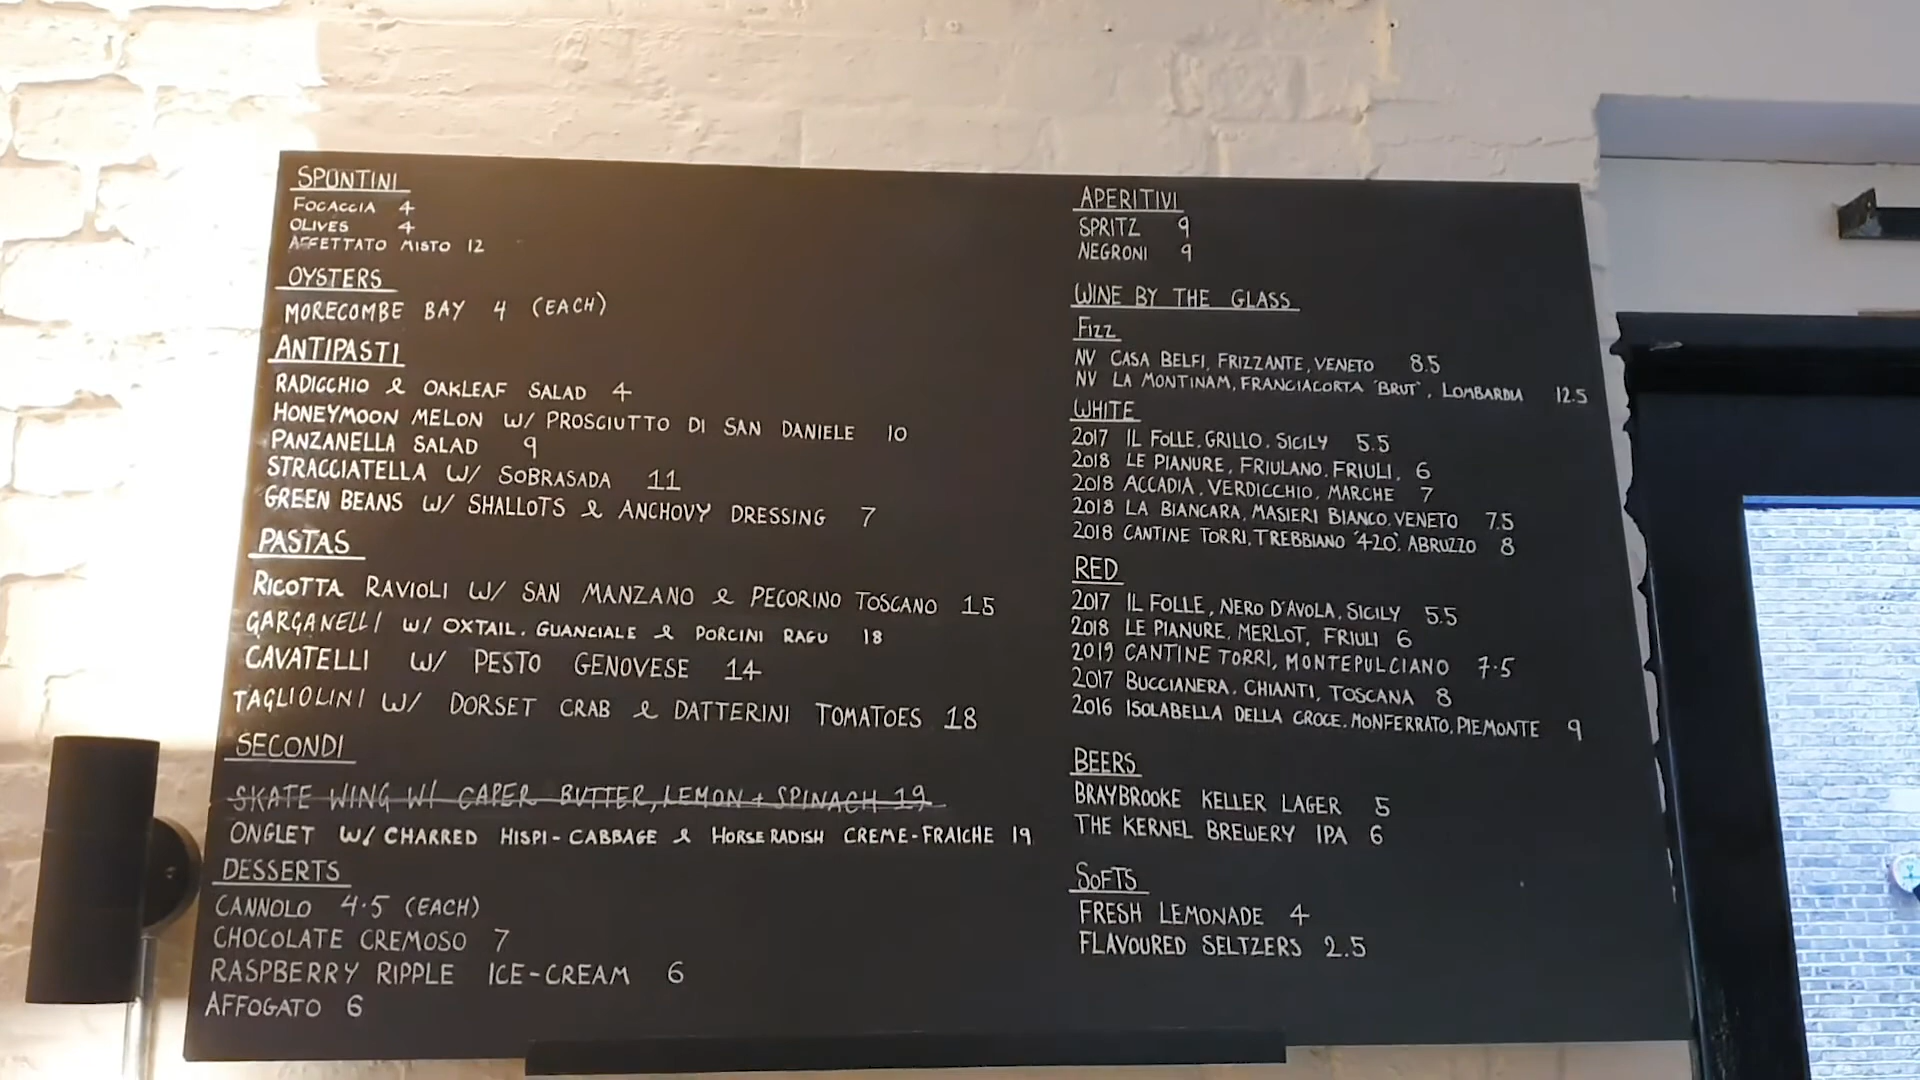 SPUNTINI
FOCACCIA 4
OLIVES 4
AFFETTATO MISTO 12
OYSTERS
MORECOMBE BAY 4 (EACH)
ANTIPASTI
RADICCHIO & OAKLEAF SALAD 4
HONEYMOON MELON W/ PROSCIUTTO DI SAN DANIELE 10
PANZANELLA SALAD 9
STRACCIATELLA W/ SOBRASADA 11
GREEN BEANS W/ SHALLOTS & ANCHOVY DRESSING 7
PASTAS
RICOTTA RAVIOLI W/ SAN MANZANO & PECORINO TOSCANO 15
GARGANELLI W/ OXTAIL, GUANCIALE & PORCINI RAGU 18
CAVATELLI W/ PESTO GENOVESE 14
TAGLIOLINI W/ DORSET CRAB & DATTERINI TOMATOES 18
SECONDI
SKATE WING W/ CAPER BUTTER, LEMON + SPINACH 19
ONGLET W/ CHARRED HISPI-CABBAGE & HORSERADISH CREME-FRAICHE 19
DESSERTS
CANNOLO 4.5 (EACH)
CHOCOLATE CREMOSO 7
RASPBERRY RIPPLE ICE-CREAM 6
AFFOGATO 6
APERITIVI
SPRITZ 9
NEGRONI 9
WINE BY THE GLASS
FIZZ
NV CASA BELFI, FRIZZANTE, VENETO 8.5
NV LA MONTINAM, FRANCIACORTA 'BRUT', LOMBARDIA 12.5
WHITE
2017 IL FOLLE, GRILLO, SICILY 5.5
2018 LE PIANURE, FRIULANO, FRIULI, 6
2018 ACCADIA, VERDICCHIO, MARCHE 7
2018 LA BIANCARA, MASIERI BIANCO, VENETO 7.5
2018 CANTINE TORRI, TREBBIANO '420', ABRUZZO 8
RED
2017 IL FOLLE, NERO D'AVOLA, SICILY 5.5
2018 LE PIANURE, MERLOT, FRIULI 6
2019 CANTINE TORRI, MONTEPULCIANO 7.5
2017 BUCCIANERA, CHIANTI, TOSCANA 8
2016 ISOLABELLA DELLA CROCE, MONFERRATO, PIEMONTE 9
BEERS
BRAYBROOKE KELLER LAGER 5
THE KERNEL BREWERY IPA 6
SOFTS
FRESH LEMONADE 4
FLAVOURED SELTZERS 2.5